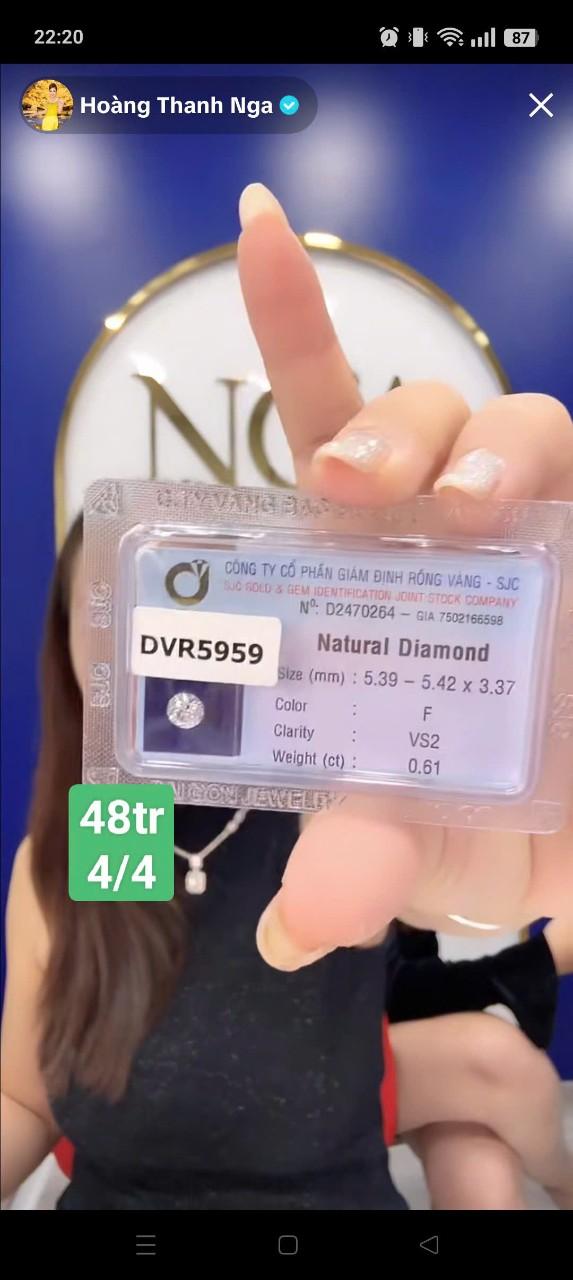 22:20
87
Hoàng Thanh Nga
CÔNG TY CỔ PHẦN GIÁM ĐỊNH RỒNG VÀNG - SJC
SJC GOLD & GEM IDENTIFICATION JOINT STOCK COMPANY
Nº: D2470264 – GIA 7502166598
DVR5959
Natural Diamond
Size (mm) : 5.39 – 5.42 x 3.37
Color : F
Clarity : VS2
Weight (ct) : 0.61
48tr
4/4